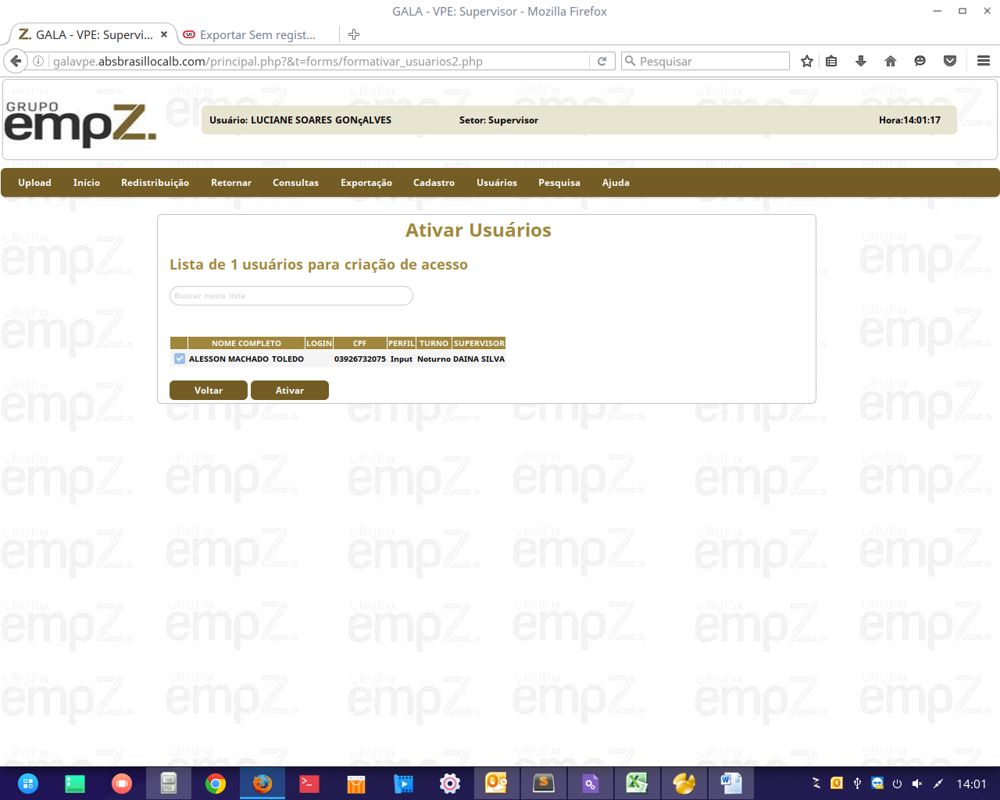 GALA - VPE: Supervisor - Mozilla Firefox
Z. GALA - VPE: Supervi...
UI Exportar Sem regist...
galavpe.absbrasillocalb.com/principal.php?&t=forms/formativar_usuarios2.php
Pesquisar
GRUPO
empZ.
Usuário: LUCIANE SOARES GONçALVES
Setor: Supervisor
Hora:14:01:17
Upload Início Redistribuição Retornar Consultas Exportação Cadastro Usuários Pesquisa Ajuda
Ativar Usuários
Lista de 1 usuários para criação de acesso
Buscar nesta lista
NOME COMPLETO LOGIN CPF PERFIL TURNO SUPERVISOR
ALESSON MACHADO TOLEDO 03926732075 Input Noturno DAINA SILVA
Voltar Ativar
14:01